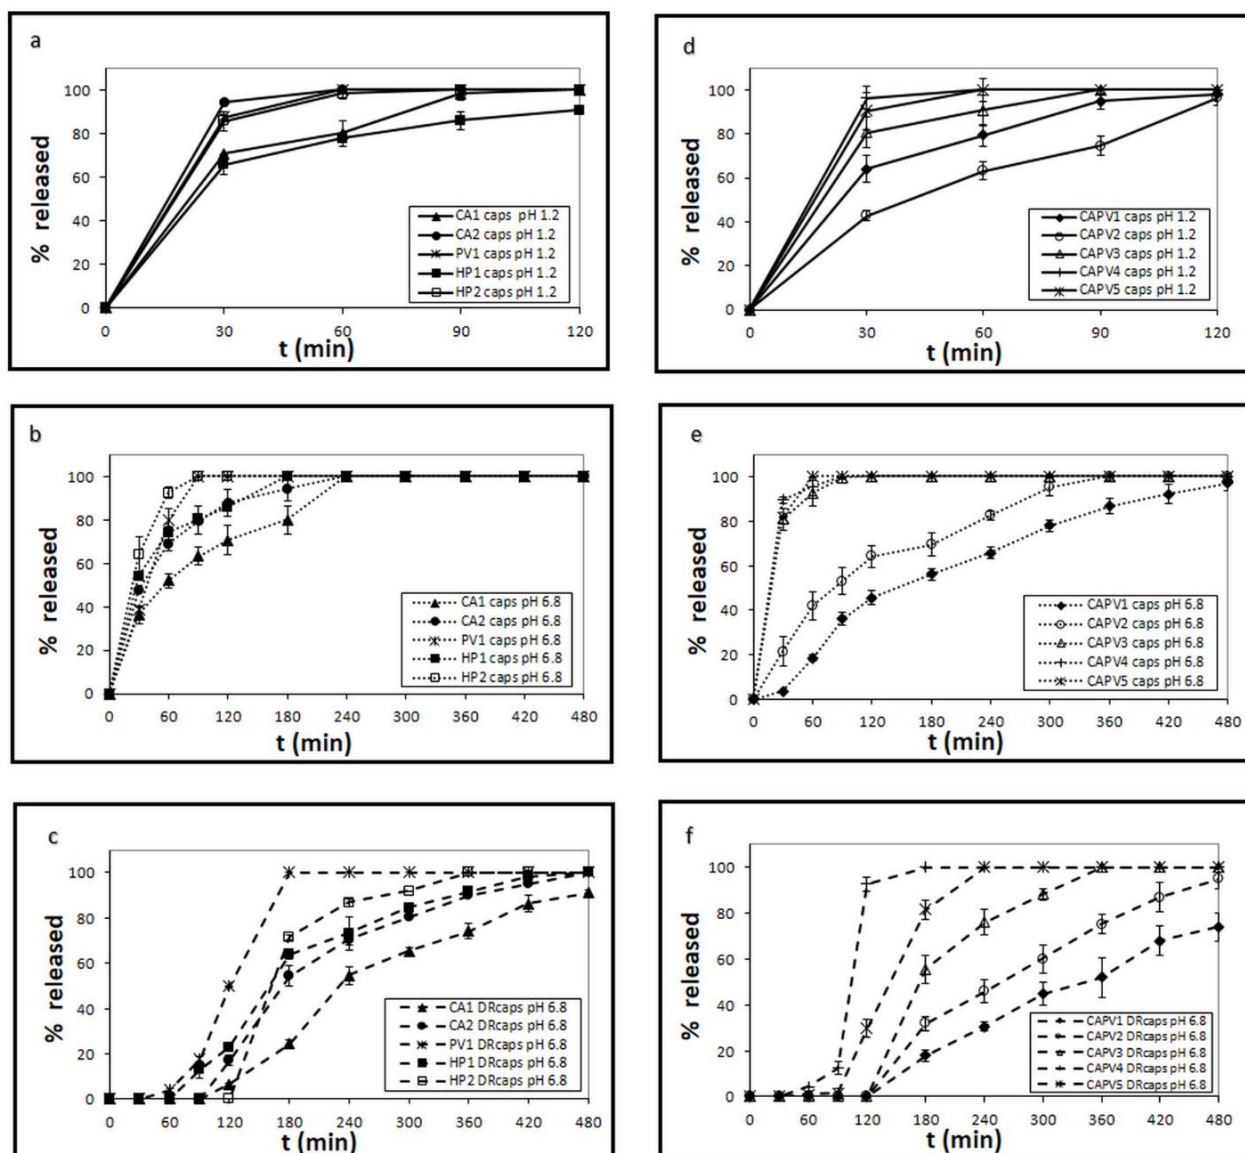 a
% released
100
80
60
40
20
0
CA1 caps pH 1.2
CA2 caps pH 1.2
PV1 caps pH 1.2
HP1 caps pH 1.2
HP2 caps pH 1.2
0 30 60 90 120
t (min)
d
% released
100
80
60
40
20
0
CAPV1 caps pH 1.2
CAPV2 caps pH 1.2
CAPV3 caps pH 1.2
CAPV4 caps pH 1.2
CAPV5 caps pH 1.2
0 30 60 90 120
t (min)
b
% released
100
80
60
40
20
0
CA1 caps pH 6.8
CA2 caps pH 6.8
PV1 caps pH 6.8
HP1 caps pH 6.8
HP2 caps pH 6.8
0 60 120 180 240 300 360 420 480
t (min)
e
% released
100
80
60
40
20
0
CAPV1 caps pH 6.8
CAPV2 caps pH 6.8
CAPV3 caps pH 6.8
CAPV4 caps pH 6.8
CAPV5 caps pH 6.8
0 60 120 180 240 300 360 420 480
t (min)
c
% released
100
80
60
40
20
0
CA1 DRcaps pH 6.8
CA2 DRcaps pH 6.8
PV1 DRcaps pH 6.8
HP1 DRcaps pH 6.8
HP2 DRcaps pH 6.8
0 60 120 180 240 300 360 420 480
t (min)
f
% released
100
80
60
40
20
0
CAPV1 DRcaps pH 6.8
CAPV2 DRcaps pH 6.8
CAPV3 DRcaps pH 6.8
CAPV4 DRcaps pH 6.8
CAPV5 DRcaps pH 6.8
0 60 120 180 240 300 360 420 480
t (min)